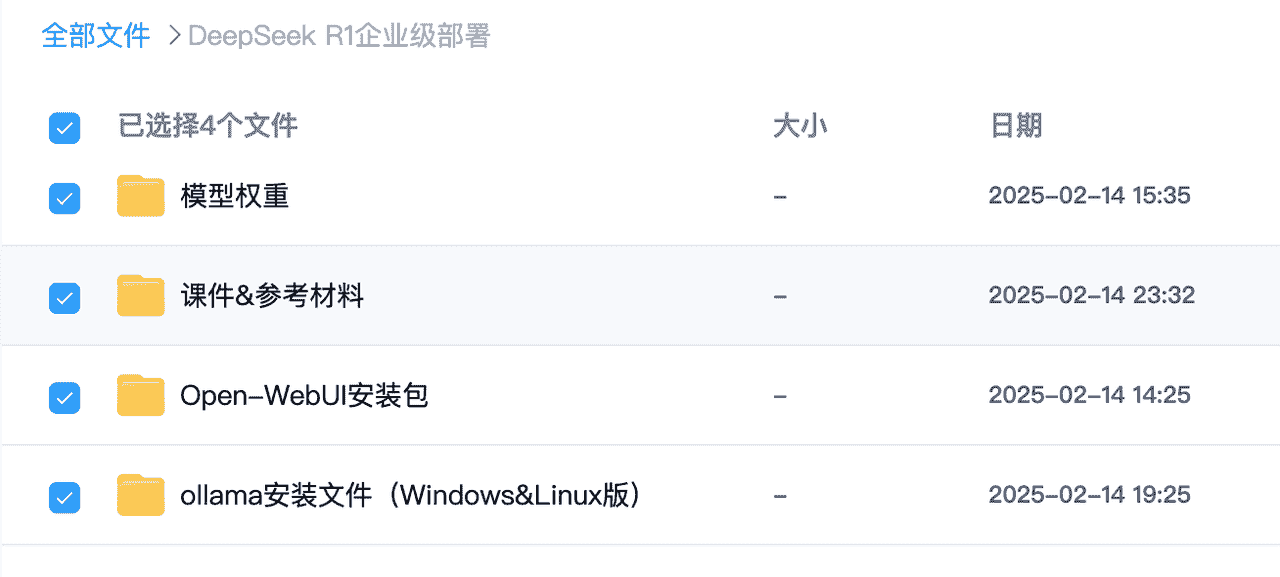 全部文件 >DeepSeek R1企业级部署
已选择4个文件 大小 日期
模型权重 - 2025-02-14 15:35
课件&参考材料 - 2025-02-14 23:32
Open-WebUI安装包 - 2025-02-14 14:25
ollama安装文件（Windows&Linux版） - 2025-02-14 19:25